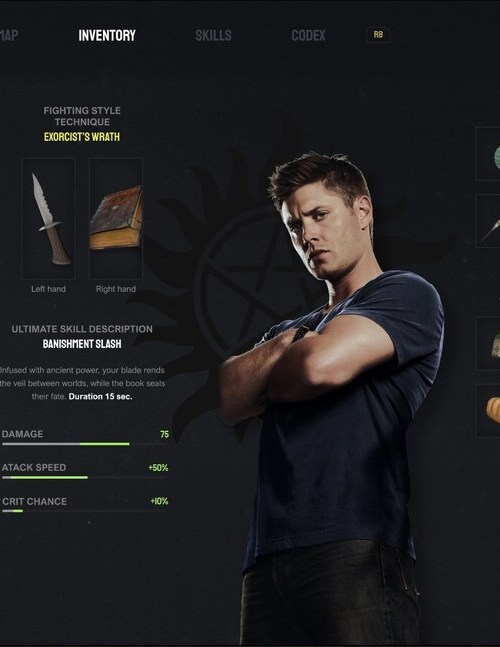 MAP
INVENTORY
SKILLS
CODEX
RB
FIGHTING STYLE
TECHNIQUE
EXORCIST'S WRATH
Left hand
Right hand
ULTIMATE SKILL DESCRIPTION
BANISHMENT SLASH
Infused with ancient power, your blade rends
the veil between worlds, while the book seals
their fate. Duration 15 sec.
DAMAGE 75
ATACK SPEED +50%
CRIT CHANCE +10%